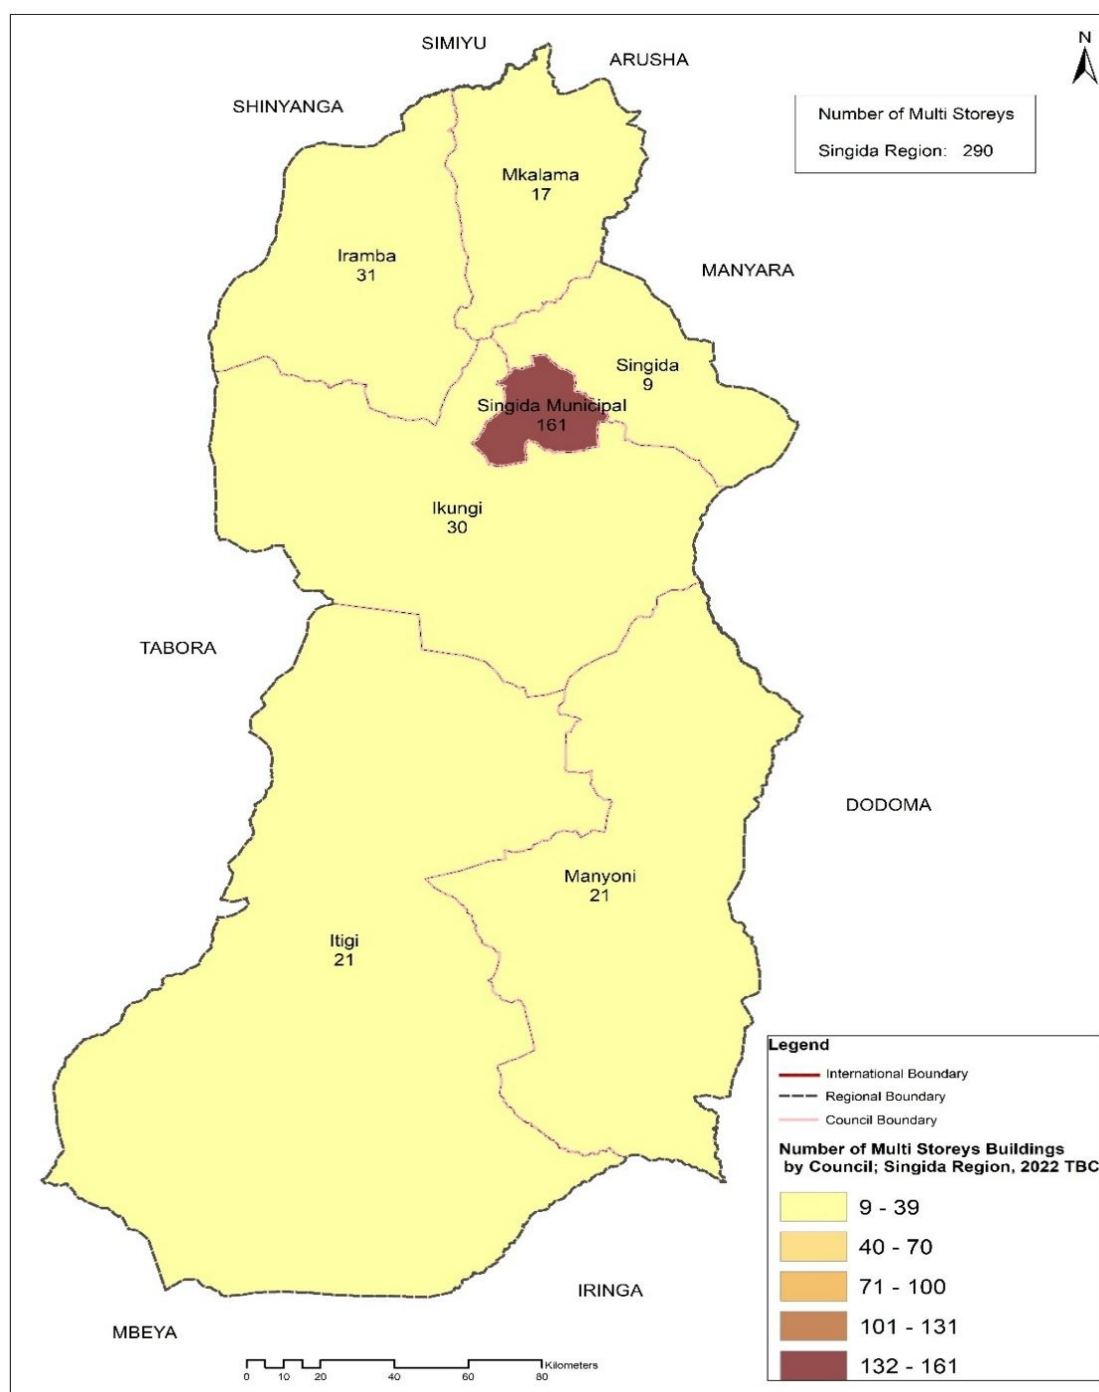 SIMIYU
ARUSHA
N
SHINYANGA
Number of Multi Storeys
Singida Region: 290
Mkalama
17
Iramba
31
MANYARA
Singida
9
Singida Municipal
161
Ikungi
30
TABORA
DODOMA
Manyoni
21
Itigi
21
Legend
International Boundary
Regional Boundary
Council Boundary
Number of Multi Storeys Buildings
by Council; Singida Region, 2022 TBC
9 - 39
40 - 70
71 - 100
101 - 131
132 - 161
IRINGA
MBEYA
Kilometers
0 10 20 40 60 80